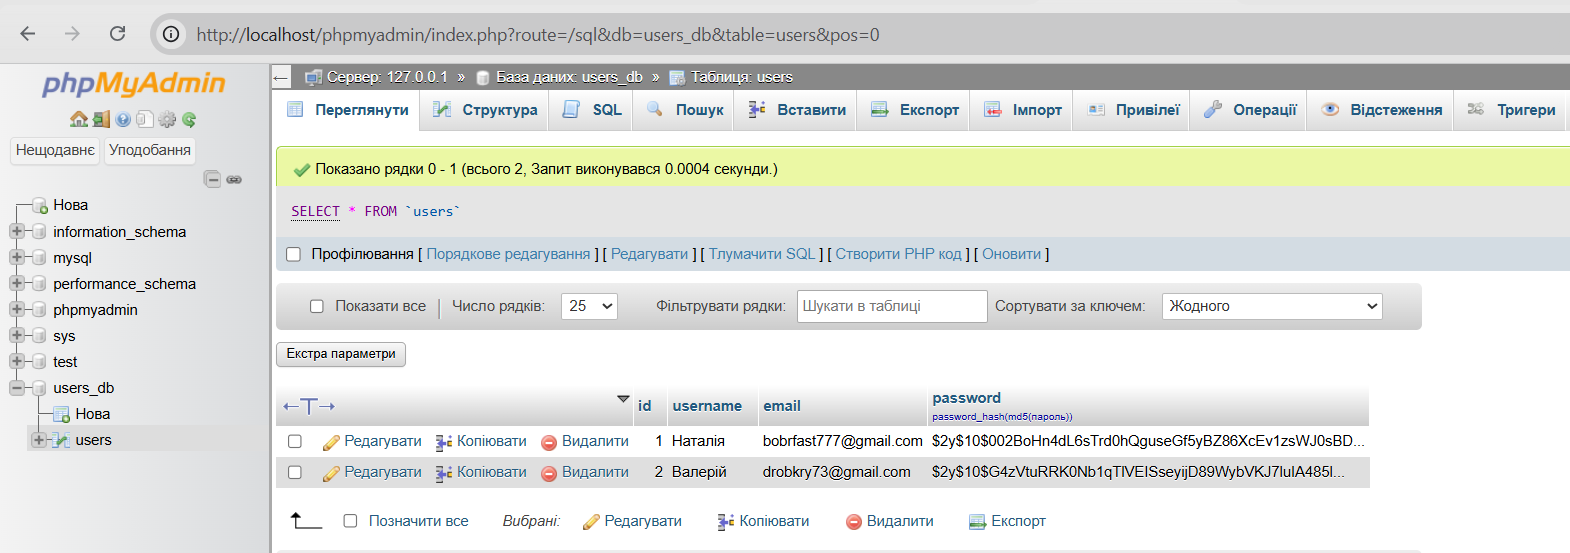 http://localhost/phpmyadmin/index.php?route=/sql&db=users_db&table=users&pos=0
phpMyAdmin
Нещодавнє Уподобання
Нова
information_schema
mysql
performance_schema
phpmyadmin
sys
test
users_db
Нова
users
Сервер: 127.0.0.1 » База даних: users_db » Таблиця: users
Переглянути Структура SQL Пошук Вставити Експорт Імпорт Привілеї Операції Відстеження Тригери
Показано рядки 0 - 1 (всього 2, Запит виконувався 0.0004 секунди.)
SELECT * FROM `users`
Профілювання [ Порядкове редагування ] [ Редагувати ] [ Тлумачити SQL ] [ Створити PHP код ] [ Оновити ]
Показати все Число рядків: 25 Фільтрувати рядки: Шукати в таблиці Сортувати за ключем: Жодного
Екстра параметри
id username email password
password_hash(md5(пароль))
Редагувати Копіювати Видалити 1 Наталія bobrfast777@gmail.com $2y$10$002BoHn4dL6sTrd0hQguseGf5yBZ86XcEv1zsWJ0sBD...
Редагувати Копіювати Видалити 2 Валерій drobkry73@gmail.com
Позначити все Вибрані: Редагувати Копіювати Видалити Експорт